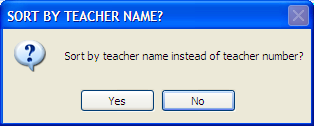 SORT BY TEACHER NAME?
Sort by teacher name instead of teacher number?
Yes No